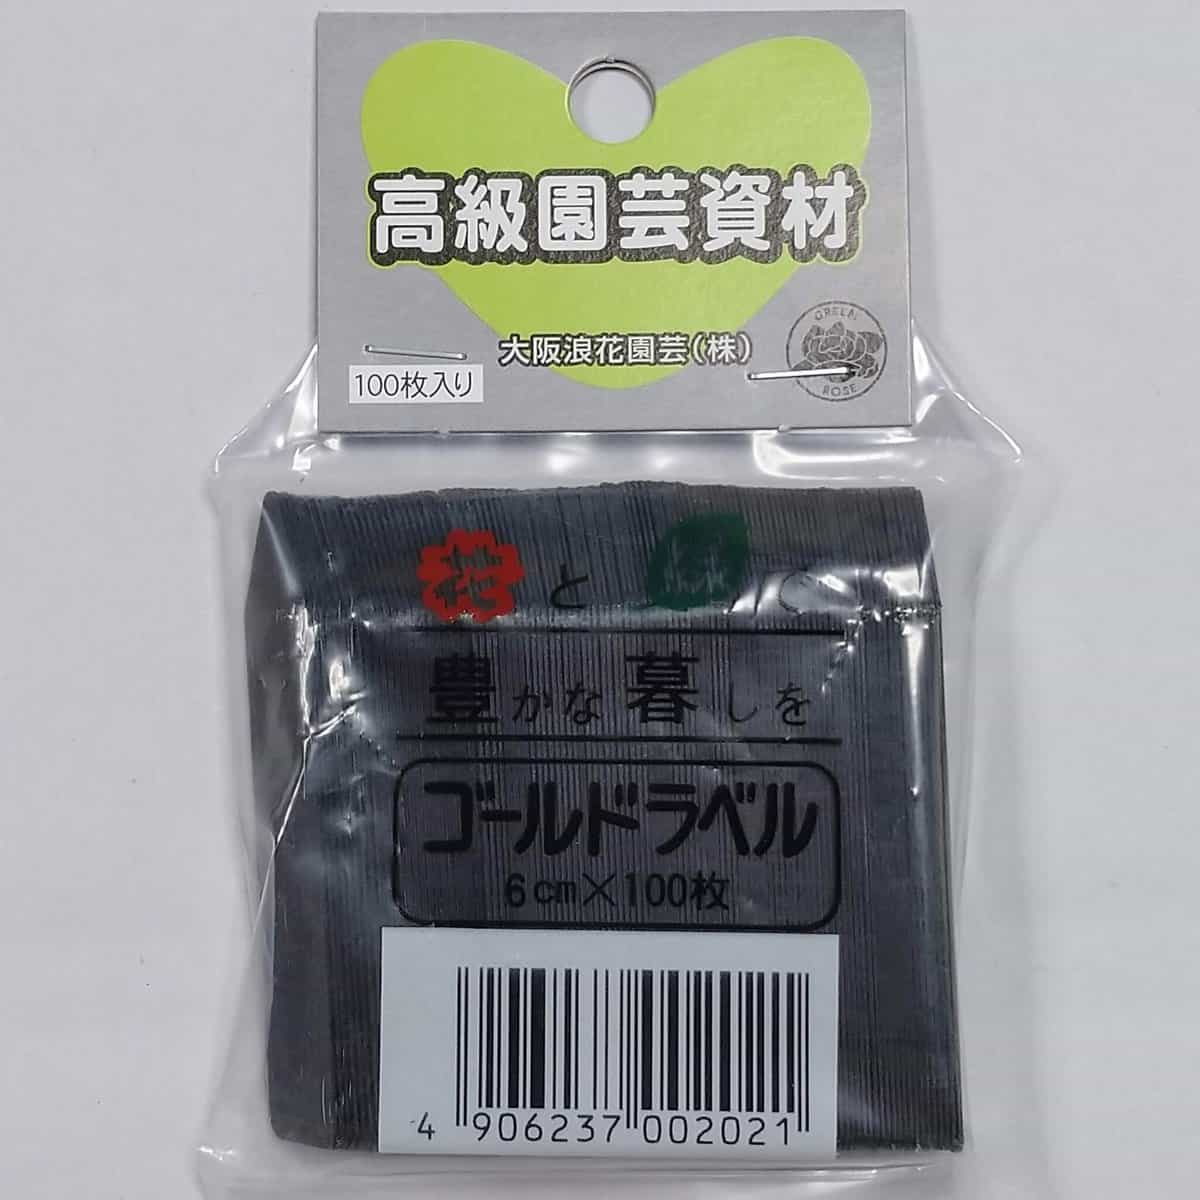 高級園芸資材
大阪浪花園芸(株)
GREEN
ROSE
100枚入り
花と緑で
豊かな暮しを
ゴールドラベル
6cm×100枚
4 906237 002021